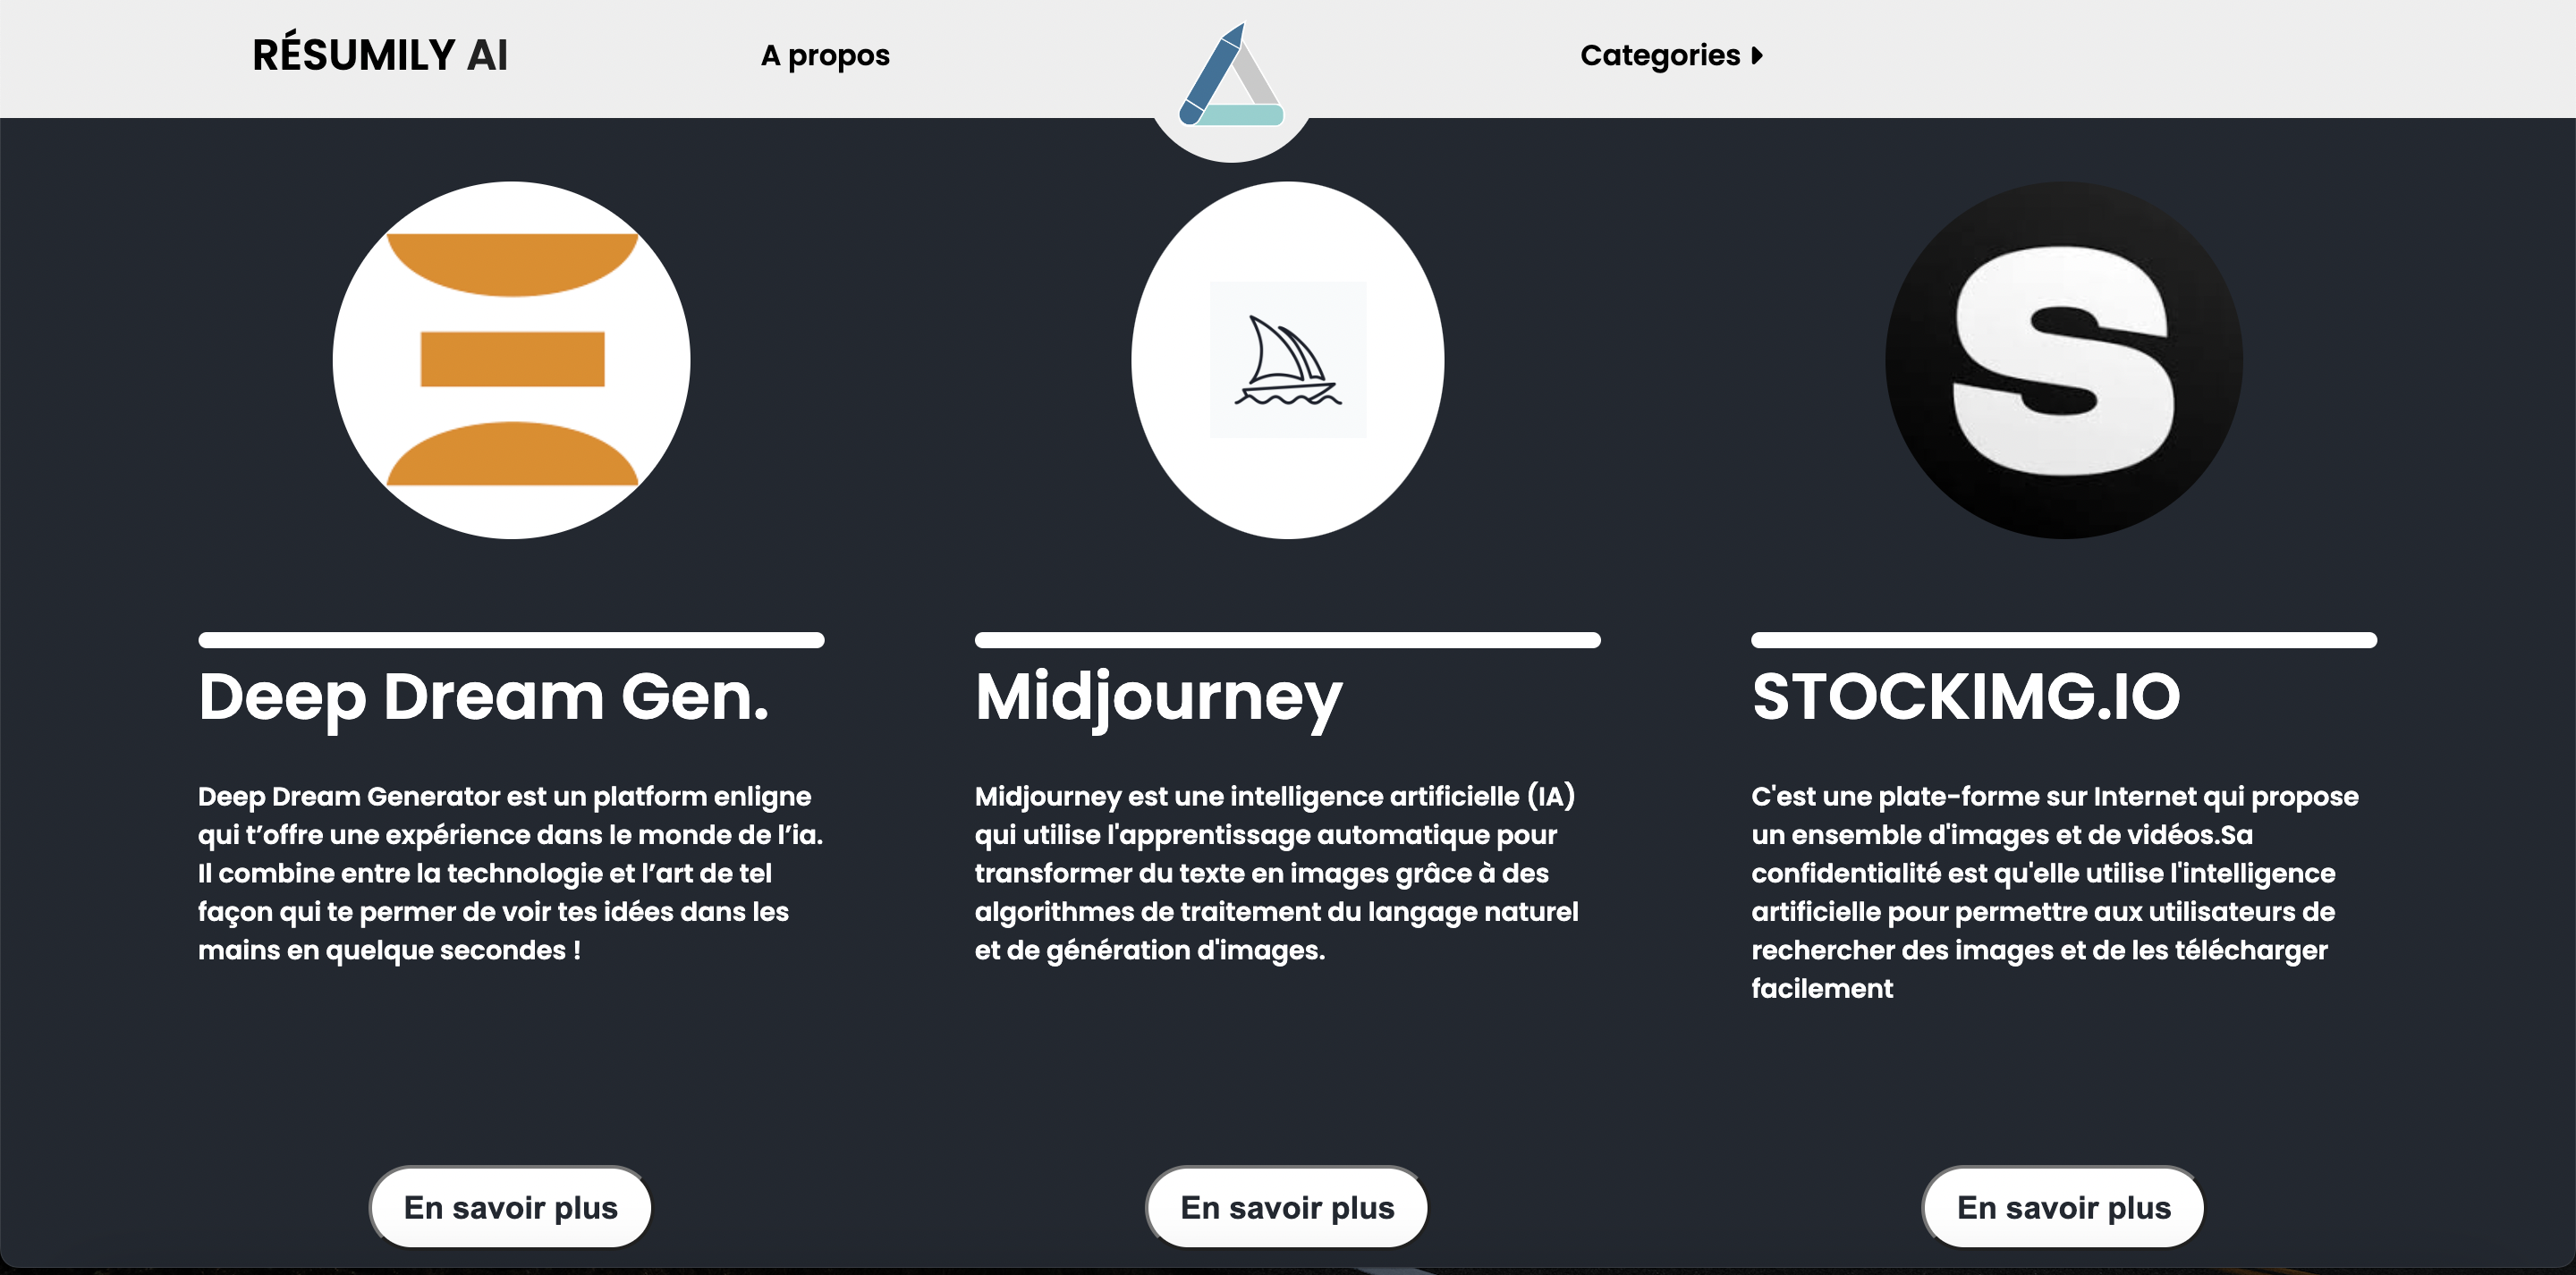 RÉSUMILY AI
A propos
Categories
S
Deep Dream Gen.
Deep Dream Generator est un platform enligne
qui t’offre une expérience dans le monde de l’ia.
Il combine entre la technologie et l’art de tel
façon qui te permer de voir tes idées dans les
mains en quelque secondes !
En savoir plus
Midjourney
Midjourney est une intelligence artificielle (IA)
qui utilise l'apprentissage automatique pour
transformer du texte en images grâce à des
algorithmes de traitement du langage naturel
et de génération d'images.
En savoir plus
STOCKIMG.IO
C'est une plate-forme sur Internet qui propose
un ensemble d'images et de vidéos.Sa
confidentialité est qu'elle utilise l'intelligence
artificielle pour permettre aux utilisateurs de
rechercher des images et de les télécharger
facilement
En savoir plus